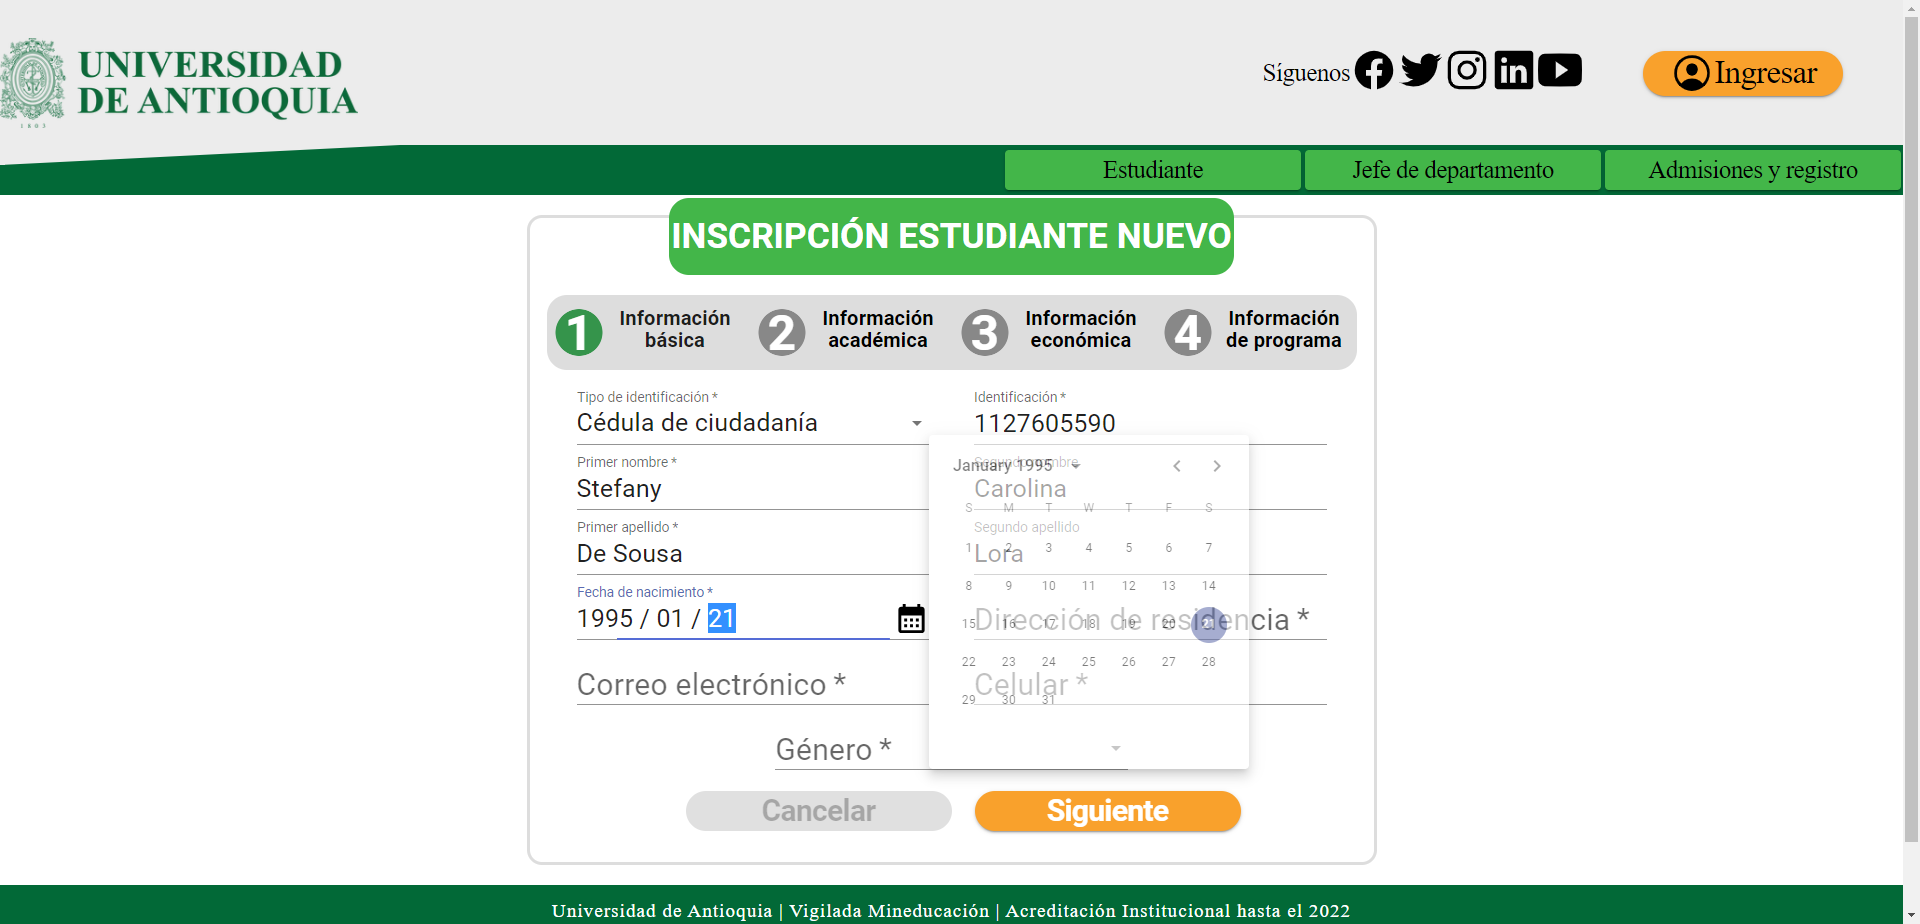 UNIVERSIDAD
DE ANTIOQUIA
1803
Síguenos
Ingresar
Estudiante
Jefe de departamento
Admisiones y registro
INSCRIPCIÓN ESTUDIANTE NUEVO
1 Información básica
2 Información académica
3 Información económica
4 Información de programa
Tipo de identificación *
Cédula de ciudadanía
Identificación *
1127605590
Primer nombre *
Stefany
Segundo nombre
Carolina
Primer apellido *
De Sousa
Segundo apellido
Lora
Fecha de nacimiento *
1995 / 01 / 21
Dirección de residencia *
Correo electrónico *
Celular *
Género *
January 1995
S M T W T F S
1 2 3 4 5 6 7
8 9 10 11 12 13 14
15 16 17 18 19 20 21
22 23 24 25 26 27 28
29 30 31
Cancelar
Siguiente
Universidad de Antioquia | Vigilada Mineducación | Acreditación Institucional hasta el 2022